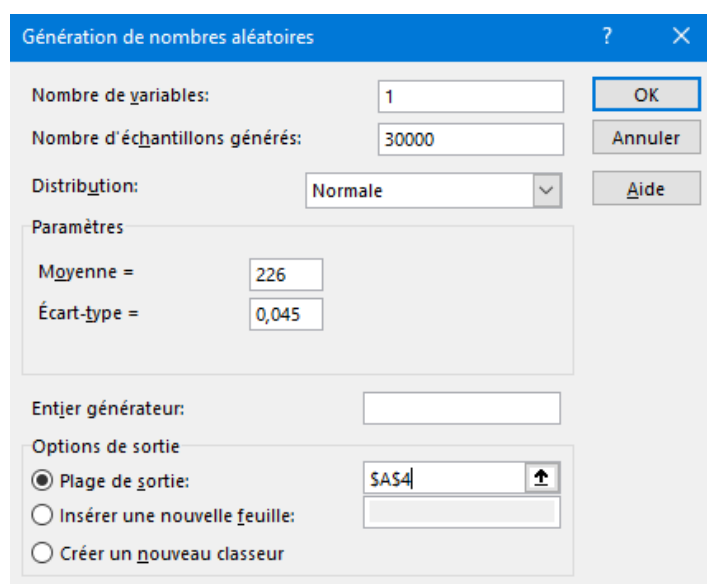 Génération de nombres aléatoires ?
Nombre de variables: 1 OK
Nombre d'échantillons générés: 30000 Annuler
Distribution: Normale Aide
Paramètres
Moyenne = 226
Écart-type = 0,045
Entier générateur:
Options de sortie
Plage de sortie: $A$4
Insérer une nouvelle feuille:
Créer un nouveau classeur